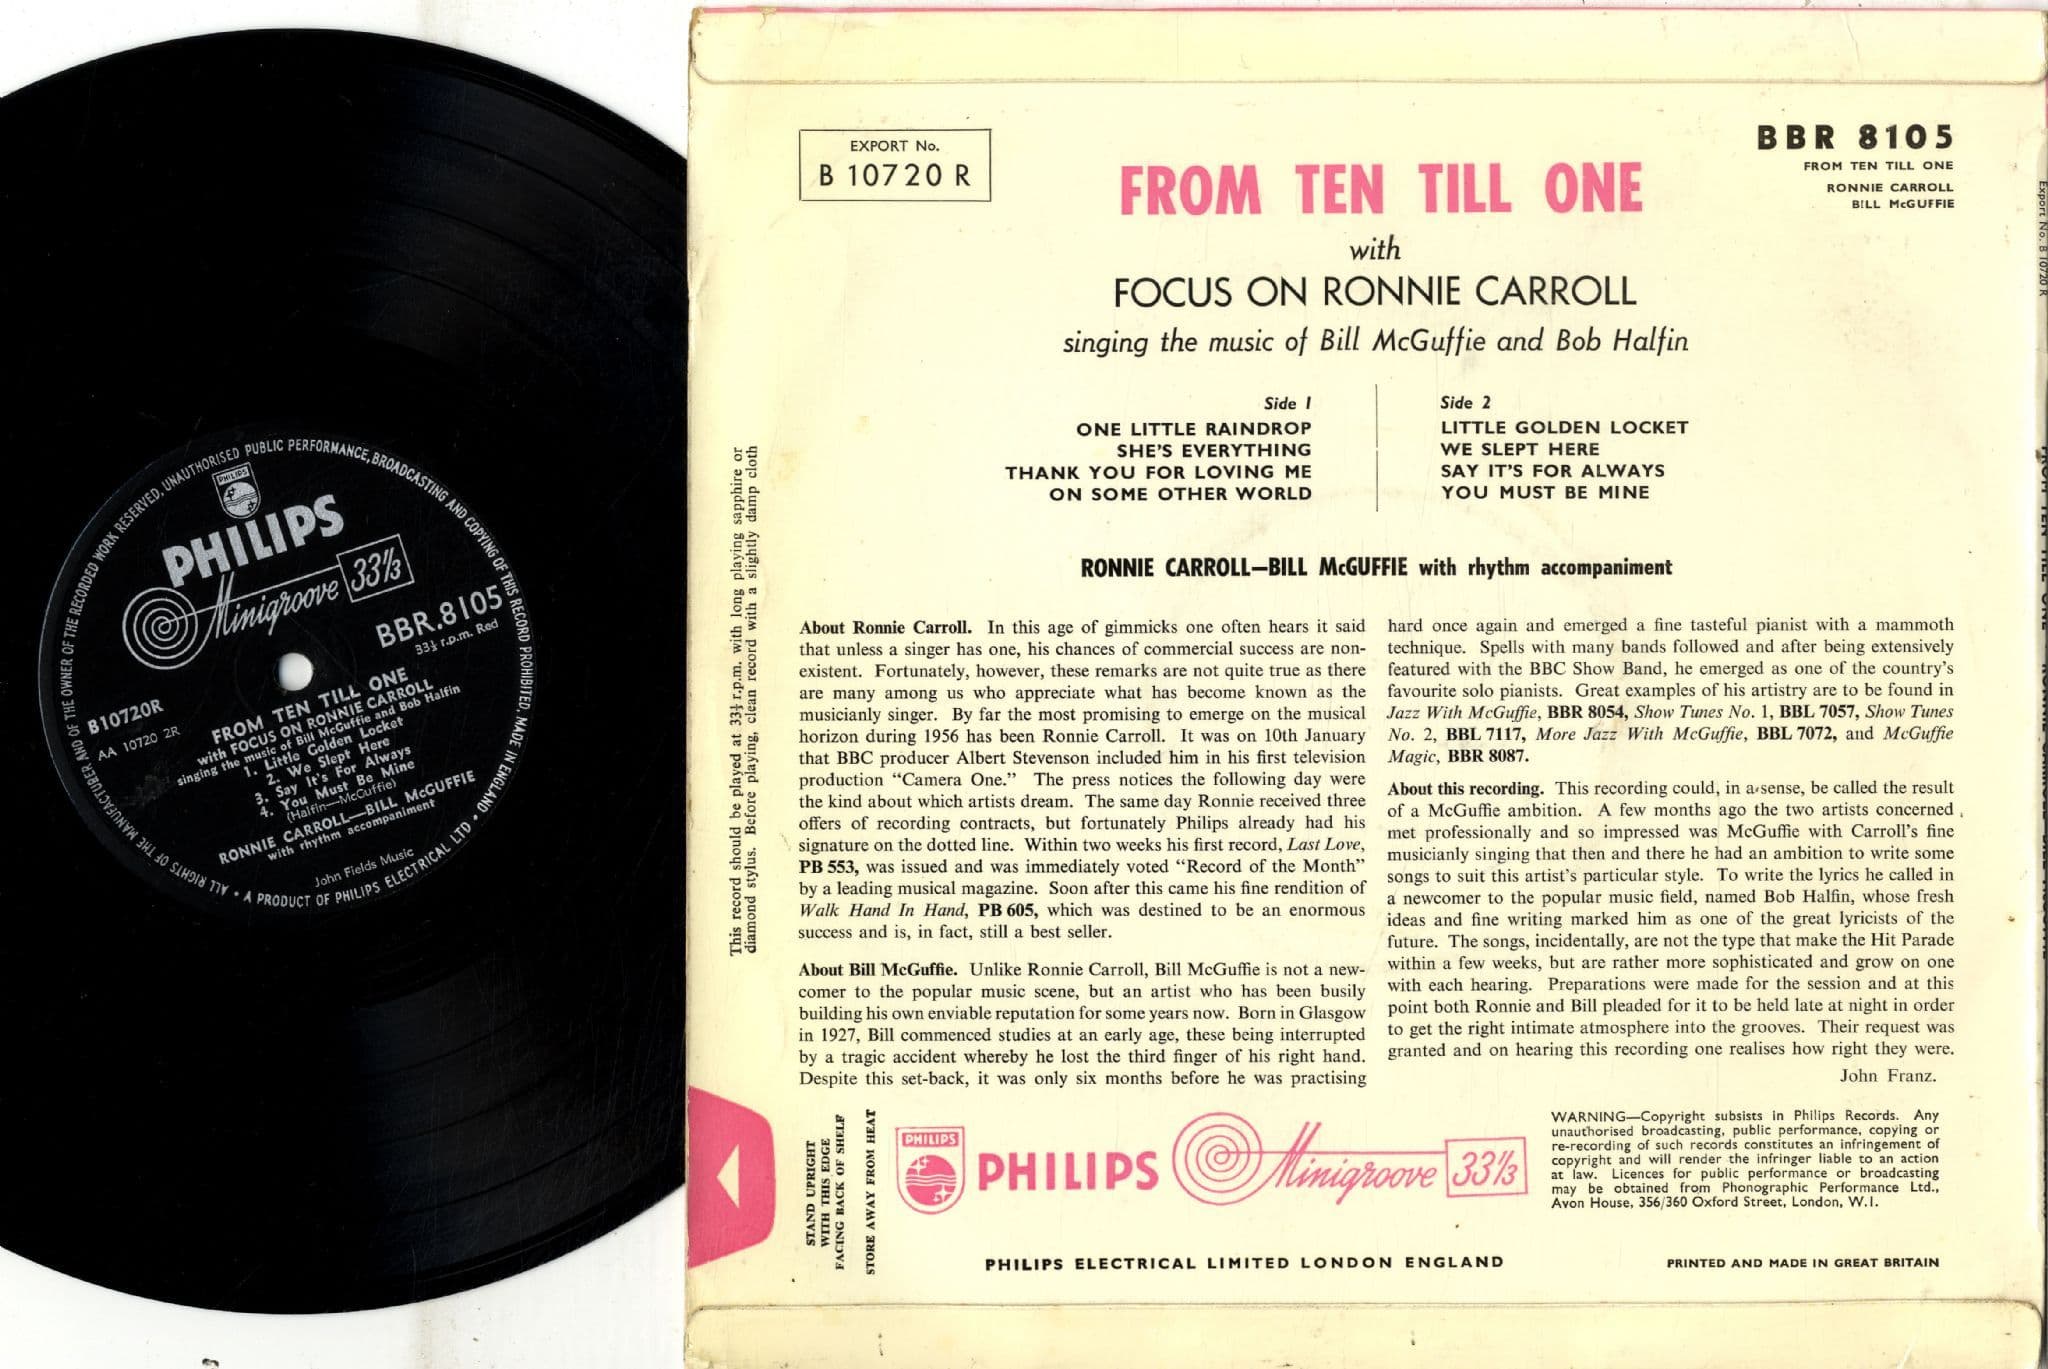 ALL RIGHTS OF THE MANUFACTURER AND OF THE OWNER OF THE RECORDED WORK RESERVED. UNAUTHORISED PUBLIC PERFORMANCE, BROADCASTING AND COPYING OF THIS RECORD PROHIBITED. MADE IN ENGLAND • A PRODUCT OF PHILIPS ELECTRICAL LTD •
PHILIPS
PHILIPS
Minigroove 33⅓
BBR.8105
33⅓ r.p.m. Red
B10720R
AA 10720 2R
FROM TEN TILL ONE
with FOCUS ON RONNIE CARROLL
singing the music of Bill McGuffie and Bob Halfin
1. Little Golden Locket
2. We Slept Here
3. Say It's For Always
4. You Must Be Mine
(Halfin—McGuffie)
RONNIE CARROLL—BILL McGUFFIE
with rhythm accompaniment
John Fields Music
EXPORT No.
B 10720 R
BBR 8105
FROM TEN TILL ONE
RONNIE CARROLL
BILL McGUFFIE
FROM TEN TILL ONE
with
FOCUS ON RONNIE CARROLL
singing the music of Bill McGuffie and Bob Halfin
Side 1
ONE LITTLE RAINDROP
SHE'S EVERYTHING
THANK YOU FOR LOVING ME
ON SOME OTHER WORLD
Side 2
LITTLE GOLDEN LOCKET
WE SLEPT HERE
SAY IT'S FOR ALWAYS
YOU MUST BE MINE
RONNIE CARROLL—BILL McGUFFIE with rhythm accompaniment
This record should be played at 33⅓ r.p.m. with long playing sapphire or
diamond stylus. Before playing, clean record with a slightly damp cloth
About Ronnie Carroll. In this age of gimmicks one often hears it said
that unless a singer has one, his chances of commercial success are non-
existent. Fortunately, however, these remarks are not quite true as there
are many among us who appreciate what has become known as the
musicianly singer. By far the most promising to emerge on the musical
horizon during 1956 has been Ronnie Carroll. It was on 10th January
that BBC producer Albert Stevenson included him in his first television
production “Camera One.” The press notices the following day were
the kind about which artists dream. The same day Ronnie received three
offers of recording contracts, but fortunately Philips already had his
signature on the dotted line. Within two weeks his first record, Last Love,
PB 553, was issued and was immediately voted “Record of the Month”
by a leading musical magazine. Soon after this came his fine rendition of
Walk Hand In Hand, PB 605, which was destined to be an enormous
success and is, in fact, still a best seller.
About Bill McGuffie. Unlike Ronnie Carroll, Bill McGuffie is not a new-
comer to the popular music scene, but an artist who has been busily
building his own enviable reputation for some years now. Born in Glasgow
in 1927, Bill commenced studies at an early age, these being interrupted
by a tragic accident whereby he lost the third finger of his right hand.
Despite this set-back, it was only six months before he was practising
hard once again and emerged a fine tasteful pianist with a mammoth
technique. Spells with many bands followed and after being extensively
featured with the BBC Show Band, he emerged as one of the country's
favourite solo pianists. Great examples of his artistry are to be found in
Jazz With McGuffie, BBR 8054, Show Tunes No. 1, BBL 7057, Show Tunes
No. 2, BBL 7117, More Jazz With McGuffie, BBL 7072, and McGuffie
Magic, BBR 8087.
About this recording. This recording could, in a sense, be called the result
of a McGuffie ambition. A few months ago the two artists concerned
met professionally and so impressed was McGuffie with Carroll's fine
musicianly singing that then and there he had an ambition to write some
songs to suit this artist's particular style. To write the lyrics he called in
a newcomer to the popular music field, named Bob Halfin, whose fresh
ideas and fine writing marked him as one of the great lyricists of the
future. The songs, incidentally, are not the type that make the Hit Parade
within a few weeks, but are rather more sophisticated and grow on one
with each hearing. Preparations were made for the session and at this
point both Ronnie and Bill pleaded for it to be held late at night in order
to get the right intimate atmosphere into the grooves. Their request was
granted and on hearing this recording one realises how right they were.
John Franz.
STAND UPRIGHT
WITH THIS EDGE
FACING BACK OF SHELF
STORE AWAY FROM HEAT
PHILIPS
PHILIPS
Minigroove 33⅓
WARNING—Copyright subsists in Philips Records. Any
unauthorised broadcasting, public performance, copying or
re-recording of such records constitutes an infringement of
copyright and will render the infringer liable to an action
at law. Licences for public performance or broadcasting
may be obtained from Phonographic Performance Ltd.,
Avon House, 356/360 Oxford Street, London, W.1.
PHILIPS ELECTRICAL LIMITED LONDON ENGLAND
PRINTED AND MADE IN GREAT BRITAIN
Export No. B 10720 R